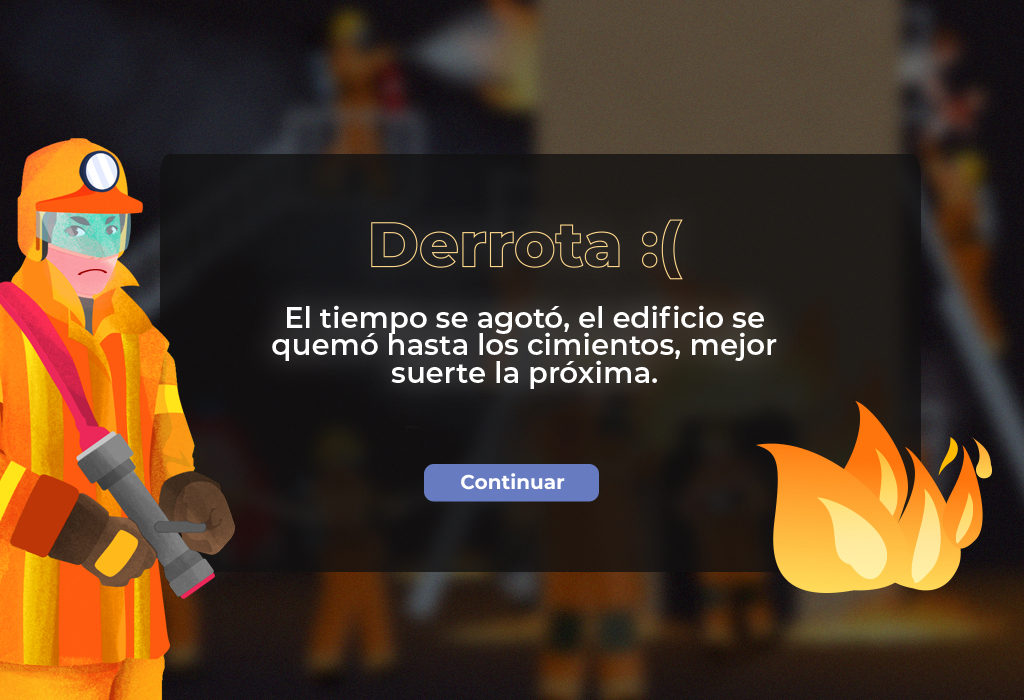 Derrota :(
El tiempo se agotó, el edificio se
quemó hasta los cimientos, mejor
suerte la próxima.
Continuar